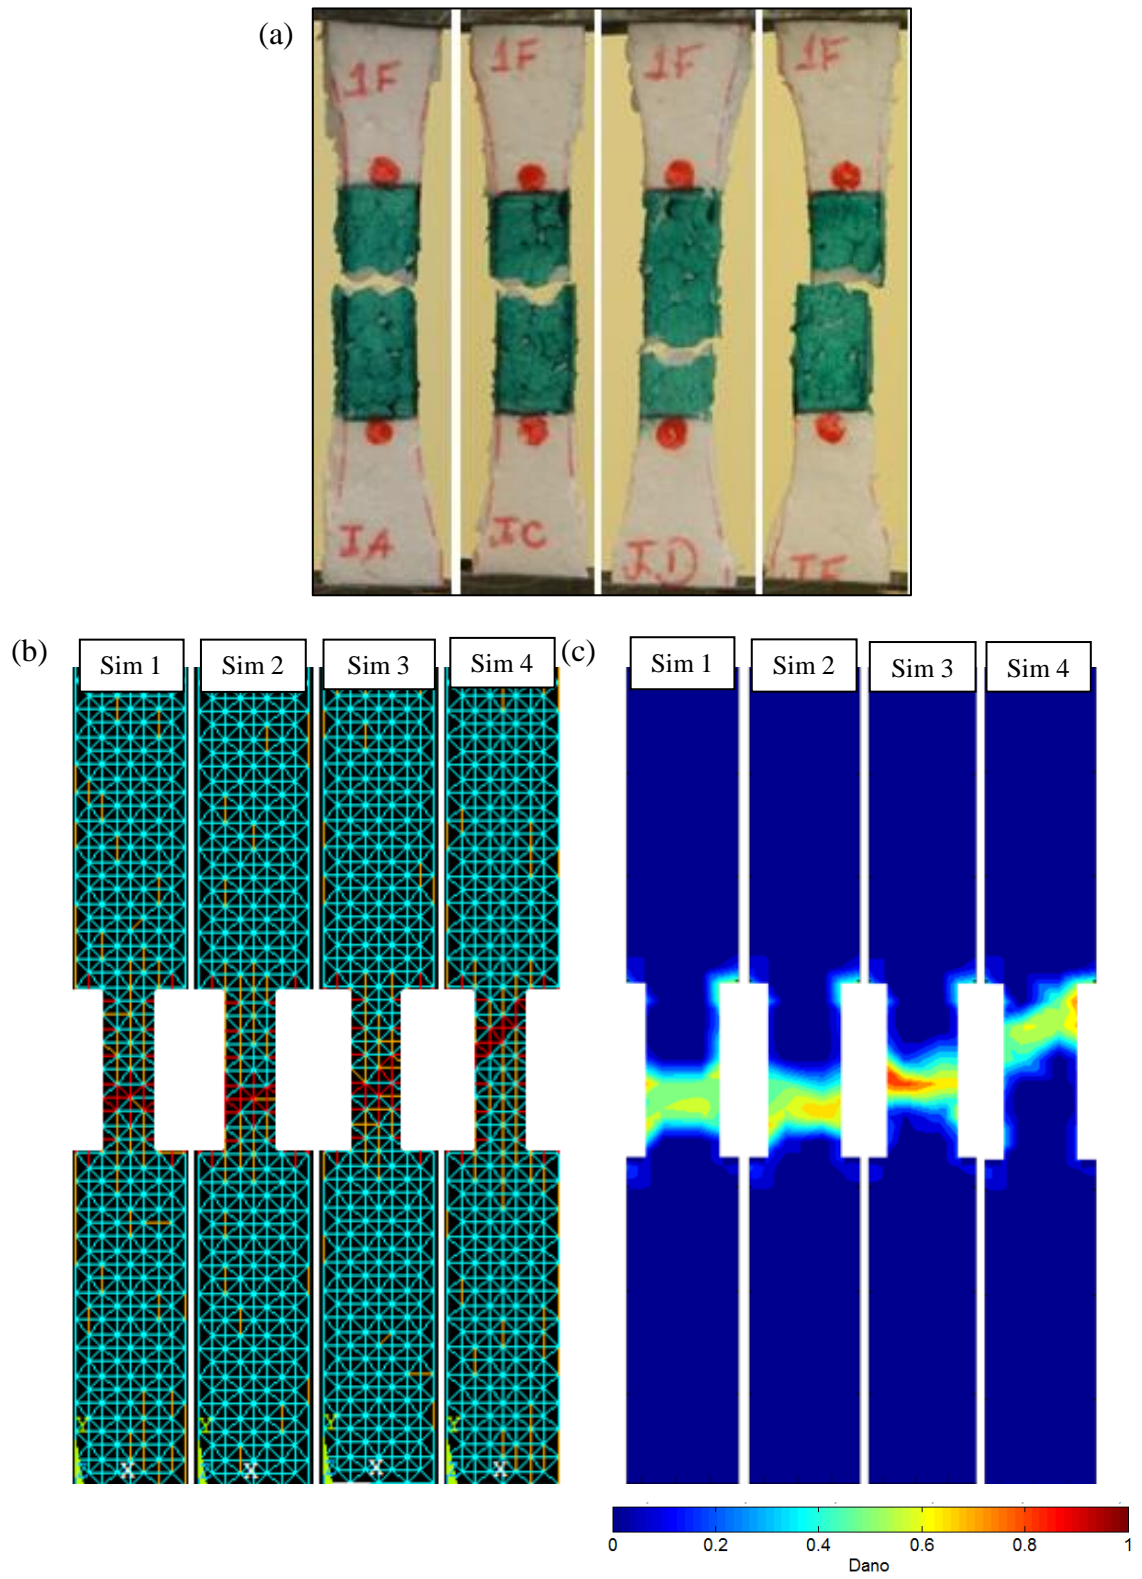 (a)
1F 1F 1F 1F
IA IC I.D IE
(b) Sim 1 Sim 2 Sim 3 Sim 4 (c) Sim 1 Sim 2 Sim 3 Sim 4
Y Y Y Y
X X X X
0 0.2 0.4 0.6 0.8 1
Dano